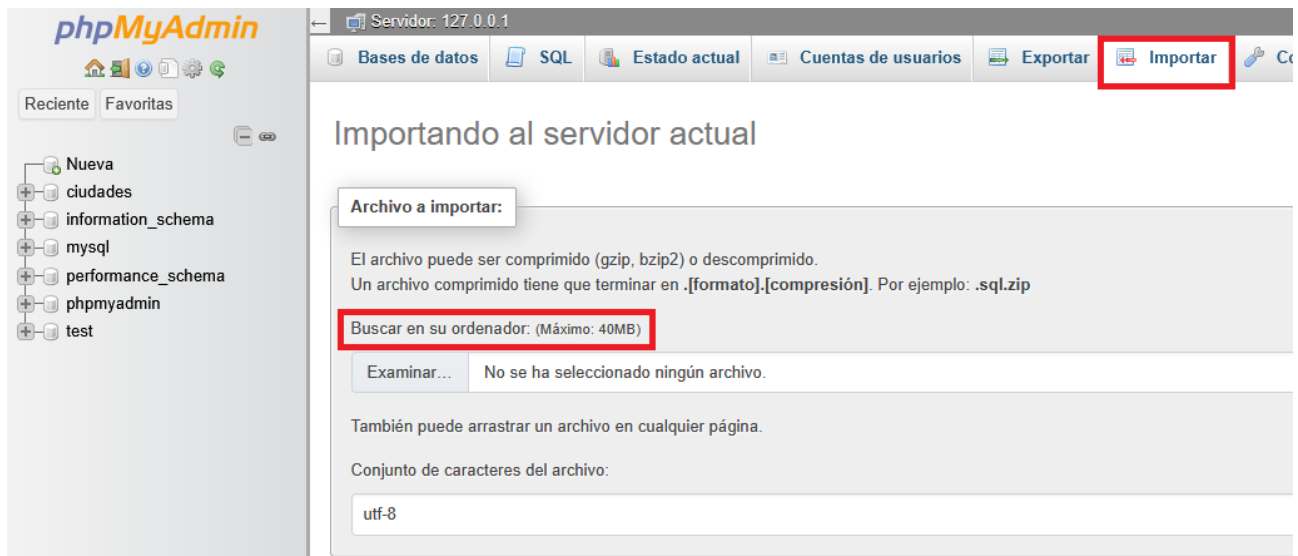 phpMyAdmin
Reciente Favoritas
Nueva
ciudades
information_schema
mysql
performance_schema
phpmyadmin
test
Servidor: 127.0.0.1
Bases de datos SQL Estado actual Cuentas de usuarios Exportar Importar Co
Importando al servidor actual
Archivo a importar:
El archivo puede ser comprimido (gzip, bzip2) o descomprimido.
Un archivo comprimido tiene que terminar en .[formato].[compresión]. Por ejemplo: .sql.zip
Buscar en su ordenador: (Máximo: 40MB)
Examinar... No se ha seleccionado ningún archivo.
También puede arrastrar un archivo en cualquier página.
Conjunto de caracteres del archivo:
utf-8